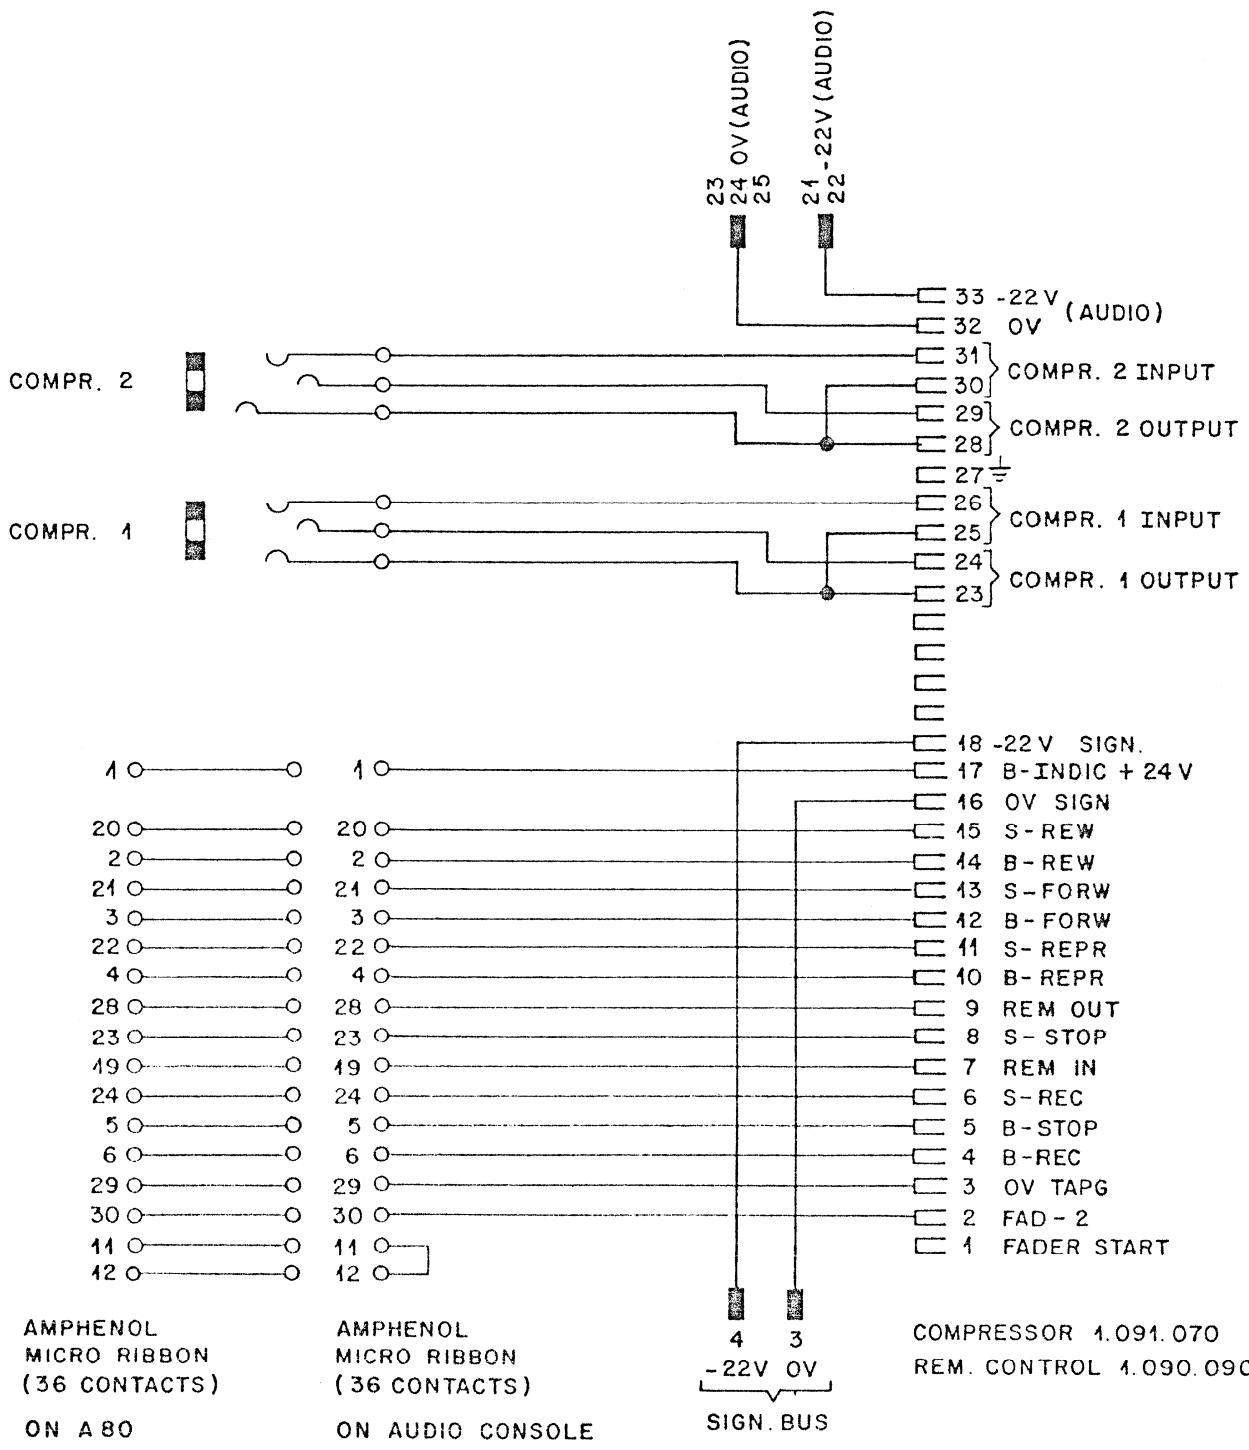 0V (AUDIO)
-22V (AUDIO)
23
24
25
21
22
33 -22V
(AUDIO)
32 0V
31
COMPR. 2
30
COMPR. 2 INPUT
29
28
COMPR. 2 OUTPUT
27
26
COMPR. 1
25
COMPR. 1 INPUT
24
23
COMPR. 1 OUTPUT
18 -22V SIGN.
1 1 17 B-INDIC + 24V
16 0V SIGN
20 20 15 S-REW
2 2 14 B-REW
21 21 13 S-FORW
3 3 12 B-FORW
22 22 11 S-REPR
4 4 10 B-REPR
28 28 9 REM OUT
23 23 8 S-STOP
19 19 7 REM IN
24 24 6 S-REC
5 5 5 B-STOP
6 6 4 B-REC
29 29 3 0V TAPG
30 30 2 FAD-2
11 11 1 FADER START
12 12
AMPHENOL
MICRO RIBBON
(36 CONTACTS)
ON A80
AMPHENOL
MICRO RIBBON
(36 CONTACTS)
ON AUDIO CONSOLE
4 3
-22V 0V
SIGN. BUS
COMPRESSOR 1.091.070
REM. CONTROL 1.090.090